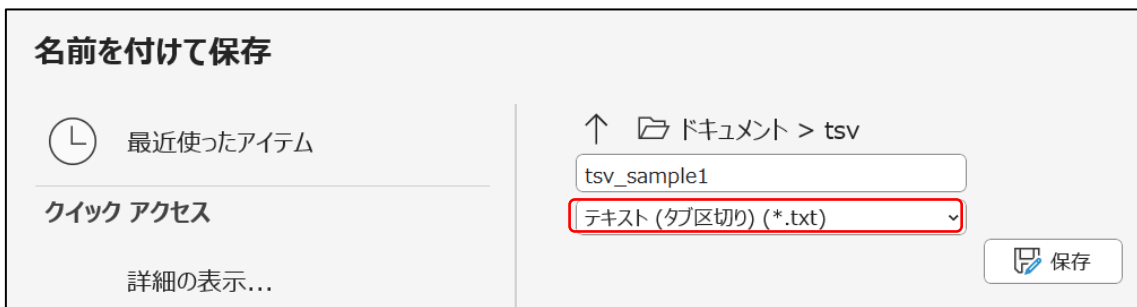 名前を付けて保存
最近使ったアイテム
クイック アクセス
詳細の表示...
ドキュメント > tsv
tsv_sample1
テキスト (タブ区切り) (*.txt)
保存